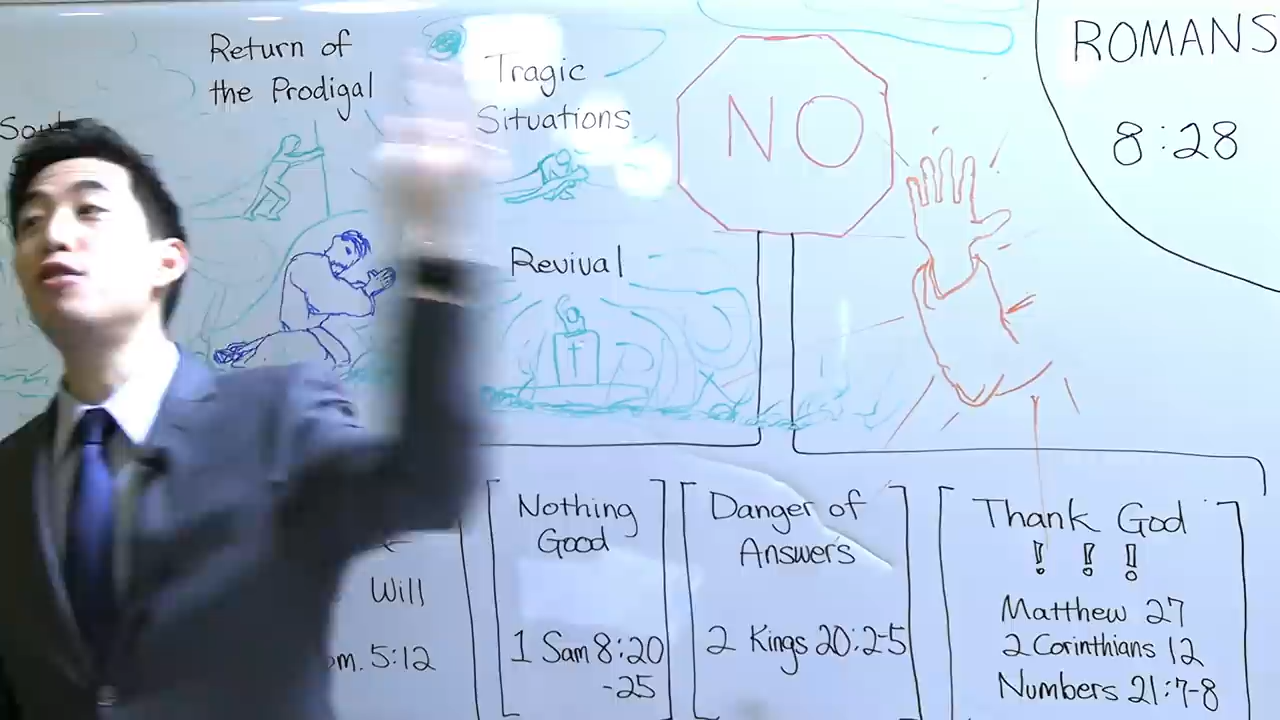 Return of
the Prodigal
Tragic
Situations
NO
ROMANS
8:28
Revival
Will
5:12
Nothing
Good
1 Sam 8:20
-25
Danger of
Answers
2 Kings 20:2-5
Thank God
! ! !
Matthew 27
2 Corinthians 12
Numbers 21:7-8